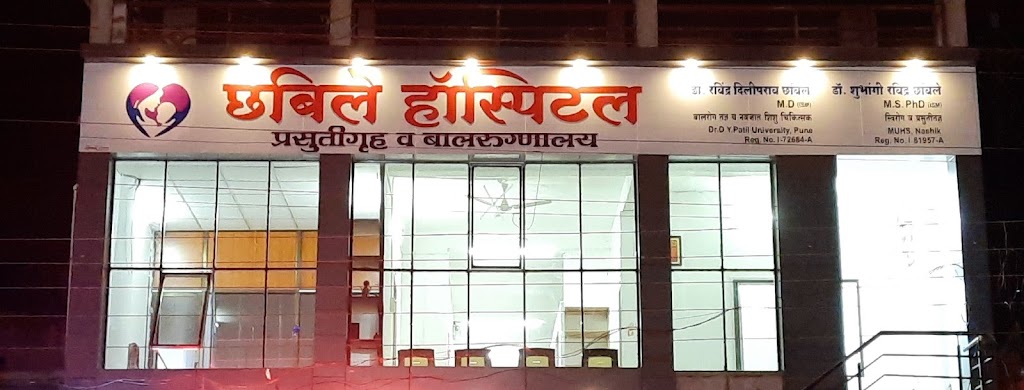 छबिले हॉस्पिटल
प्रसुतीगृह व बालरुग्णालय
डॉ. रविंद्र दिलीपराव छबिले
M.D
बालरोग तज्ञ व नवजात शिशु चिकित्सक
Dr.D Y.Patil University, Pune
Reg. No. I-72684-A
डॉ. शुभांगी रविंद्र छबिले
M.S. PhD
स्त्रिरोग व प्रसुतीतज्ञ
MUHS, Nashik
Reg. No. I 81957-A